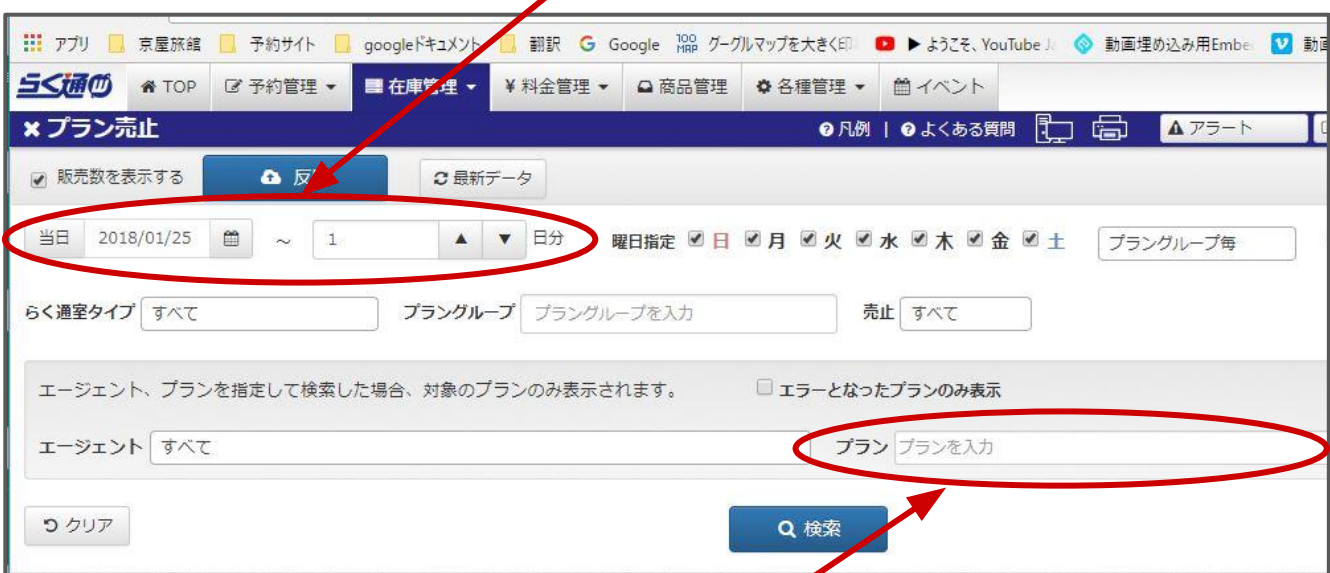 アプリ 京屋旅館 予約サイト googleドキュメント 翻訳 G Google 100 MAP グーグルマップを大きく印 ▶ようこそ、YouTube 動画埋め込み用Embe 動画
らく通 TOP 予約管理 在庫管理 ¥ 料金管理 商品管理 各種管理 イベント
プラン売止 凡例 | よくある質問 アラート
販売数を表示する 反 最新データ
当日 2018/01/25 ~ 1 ▲ ▼ 日分 曜日指定 日 月 火 水 木 金 土 プラングループ毎
らく通室タイプ すべて プラングループ プラングループを入力 売止 すべて
エージェント、プランを指定して検索した場合、対象のプランのみ表示されます。 エラーとなったプランのみ表示
エージェント すべて プラン プランを入力
クリア 検索